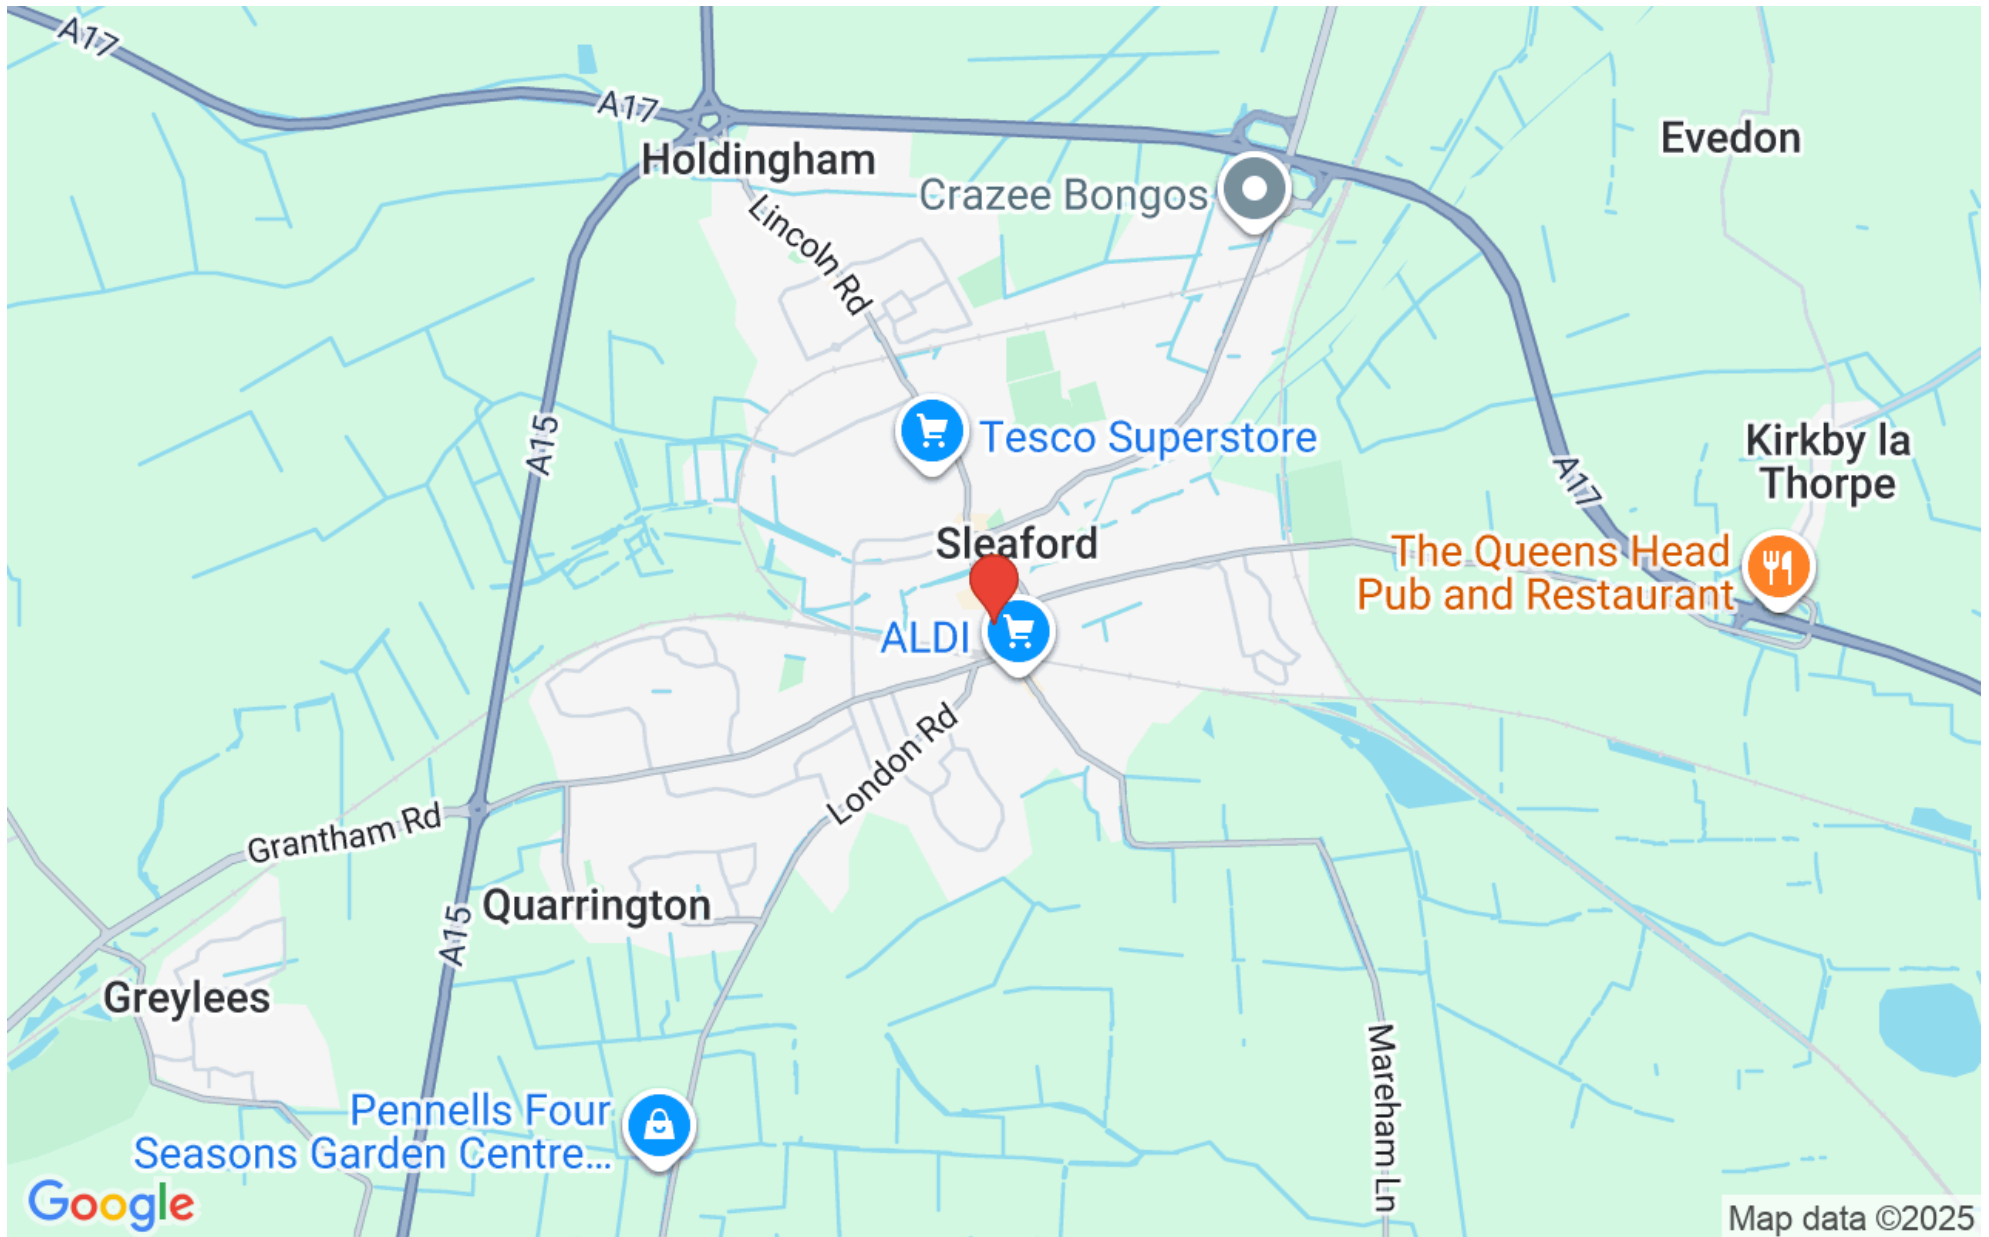 A17
A17
Holdingham
Evedon
Crazee Bongos
Lincoln Rd
A15
Tesco Superstore
Kirkby la
Thorpe
A17
Sleaford
The Queens Head
Pub and Restaurant
ALDI
London Rd
Grantham Rd
Quarrington
A15
Greylees
Mareham Ln
Pennells Four
Seasons Garden Centre...
Google
Map data ©2025